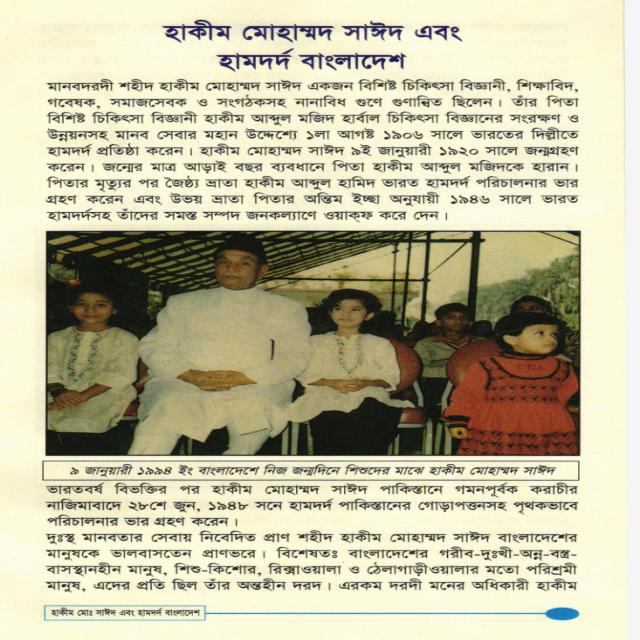 হাকীম মোহাম্মদ সাঈদ এবং
হামদর্দ বাংলাদেশ
মানবদরদী শহীদ হাকীম মোহাম্মদ সাঈদ একজন বিশিষ্ট চিকিৎসা বিজ্ঞানী, শিক্ষাবিদ,
গবেষক, সমাজসেবক ও সংগঠকসহ নানাবিধ গুণে গুণান্বিত ছিলেন। তাঁর পিতা
বিশিষ্ট চিকিৎসা বিজ্ঞানী হাকীম আব্দুল মজিদ হার্বাল চিকিৎসা বিজ্ঞানের সংরক্ষণ ও
উন্নয়নসহ মানব সেবার মহান উদ্দেশ্যে ১লা আগষ্ট ১৯০৬ সালে ভারতের দিল্লীতে
হামদর্দ প্রতিষ্ঠা করেন। হাকীম মোহাম্মদ সাঈদ ৯ই জানুয়ারী ১৯২০ সালে জন্মগ্রহণ
করেন। জন্মের মাত্র আড়াই বছর ব্যবধানে পিতা হাকীম আব্দুল মজিদকে হারান।
পিতার মৃত্যুর পর জৈষ্ঠ্য ভ্রাতা হাকীম আব্দুল হামিদ ভারত হামদর্দ পরিচালনার ভার
গ্রহণ করেন এবং উভয় ভ্রাতা পিতার অন্তিম ইচ্ছা অনুযায়ী ১৯৪৬ সালে ভারত
হামদর্দসহ তাঁদের সমস্ত সম্পদ জনকল্যাণে ওয়াক্‌ফ করে দেন।
৯ জানুয়ারী ১৯৯৪ ইং বাংলাদেশে নিজ জন্মদিনে শিশুদের মাঝে হাকীম মোহাম্মদ সাঈদ
ভারতবর্ষ বিভক্তির পর হাকীম মোহাম্মদ সাঈদ পাকিস্তানে গমনপূর্বক করাচীর
নাজিমাবাদে ২৮শে জুন, ১৯৪৮ সনে হামদর্দ পাকিস্তানের গোড়াপত্তনসহ পৃথকভাবে
পরিচালনার ভার গ্রহণ করেন।
দুঃস্থ মানবতার সেবায় নিবেদিত প্রাণ শহীদ হাকীম মোহাম্মদ সাঈদ বাংলাদেশের
মানুষকে ভালবাসতেন প্রাণভরে। বিশেষতঃ বাংলাদেশের গরীব-দুঃখী-অন্ন-বস্ত্র-
বাসস্থানহীন মানুষ, শিশু-কিশোর, রিক্সাওয়ালা ও ঠেলাগাড়ীওয়ালার মতো পরিশ্রমী
মানুষ, এদের প্রতি ছিল তাঁর অন্তহীন দরদ। এরকম দরদী মনের অধিকারী হাকীম
হাকীম মোঃ সাঈদ এবং হামদর্দ বাংলাদেশ